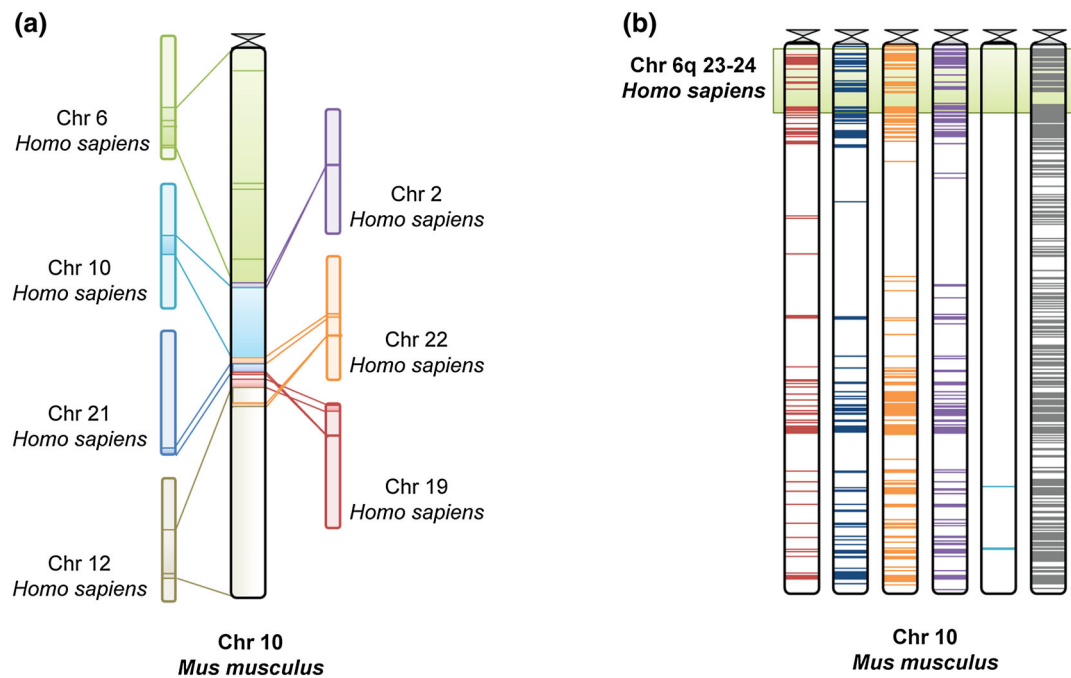 (a)
Chr 6
Homo sapiens
Chr 10
Homo sapiens
Chr 21
Homo sapiens
Chr 12
Homo sapiens
Chr 2
Homo sapiens
Chr 22
Homo sapiens
Chr 19
Homo sapiens
Chr 10
Mus musculus
(b)
Chr 6q 23-24
Homo sapiens
Chr 10
Mus musculus